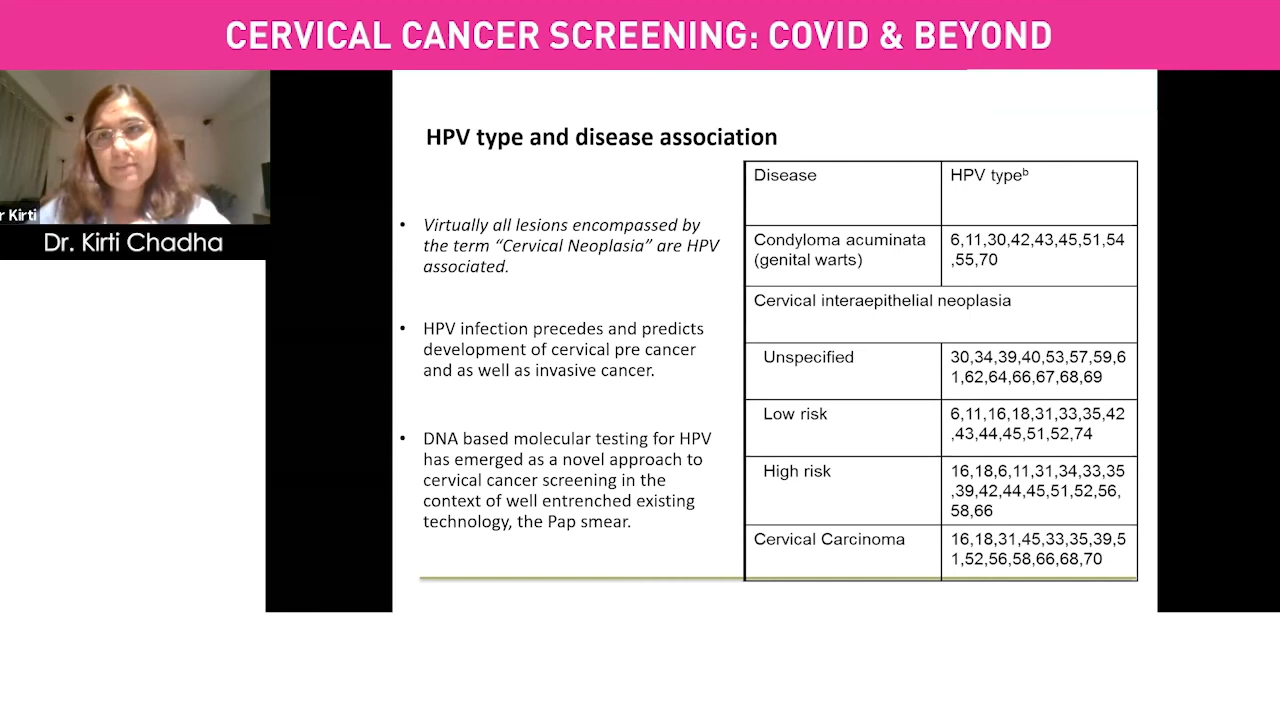 CERVICAL CANCER SCREENING: COVID & BEYOND
r Kirti
Dr. Kirti Chadha
HPV type and disease association
• Virtually all lesions encompassed by
the term “Cervical Neoplasia” are HPV
associated.
• HPV infection precedes and predicts
development of cervical pre cancer
and as well as invasive cancer.
• DNA based molecular testing for HPV
has emerged as a novel approach to
cervical cancer screening in the
context of well entrenched existing
technology, the Pap smear.
Disease HPV typeᵇ
Condyloma acuminata 6,11,30,42,43,45,51,54
(genital warts) ,55,70
Cervical interaepithelial neoplasia
Unspecified 30,34,39,40,53,57,59,6
1,62,64,66,67,68,69
Low risk 6,11,16,18,31,33,35,42
,43,44,45,51,52,74
High risk 16,18,6,11,31,34,33,35
,39,42,44,45,51,52,56,
58,66
Cervical Carcinoma 16,18,31,45,33,35,39,5
1,52,56,58,66,68,70